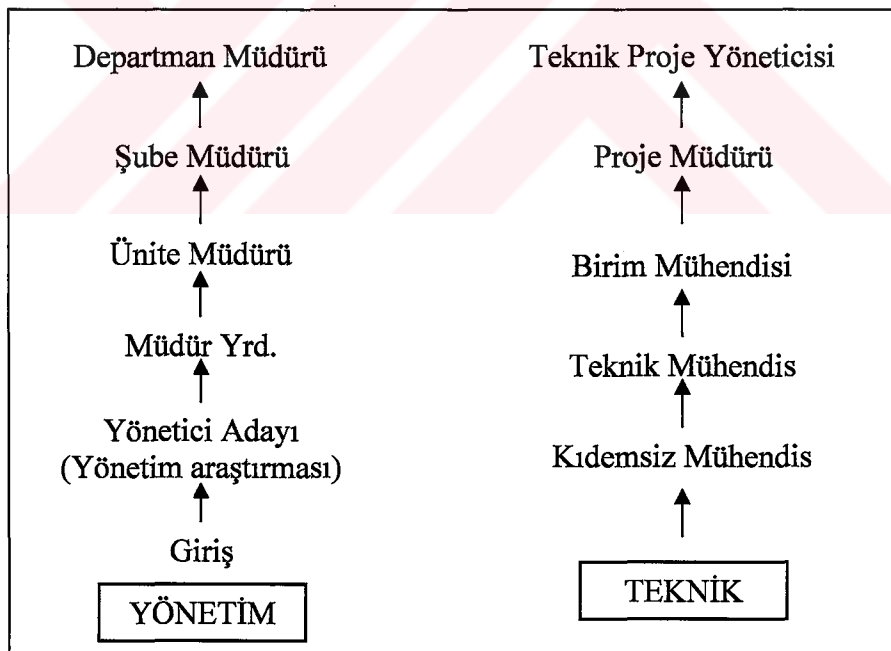 Departman Müdürü
Şube Müdürü
Ünite Müdürü
Müdür Yrd.
Yönetici Adayı
(Yönetim araştırması)
Giriş
YÖNETİM
Teknik Proje Yöneticisi
Proje Müdürü
Birim Mühendisi
Teknik Mühendis
Kıdemsiz Mühendis
TEKNİK